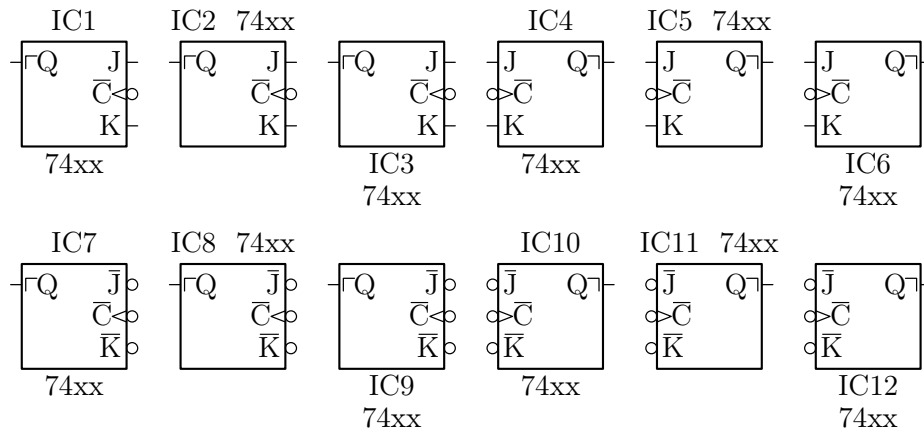 IC1 IC2 74xx IC4 IC5 74xx
Q J Q J Q J J Q J Q J Q
C̅ C̅ C̅ C̅ C̅ C̅
K K K K K K
74xx IC3 74xx IC6
74xx 74xx
IC7 IC8 74xx IC10 IC11 74xx
Q J̅ Q J̅ Q J̅ J̅ Q J̅ Q J̅ Q
C̅ C̅ C̅ C̅ C̅ C̅
K̅ K̅ K̅ K̅ K̅ K̅
74xx IC9 74xx IC12
74xx 74xx